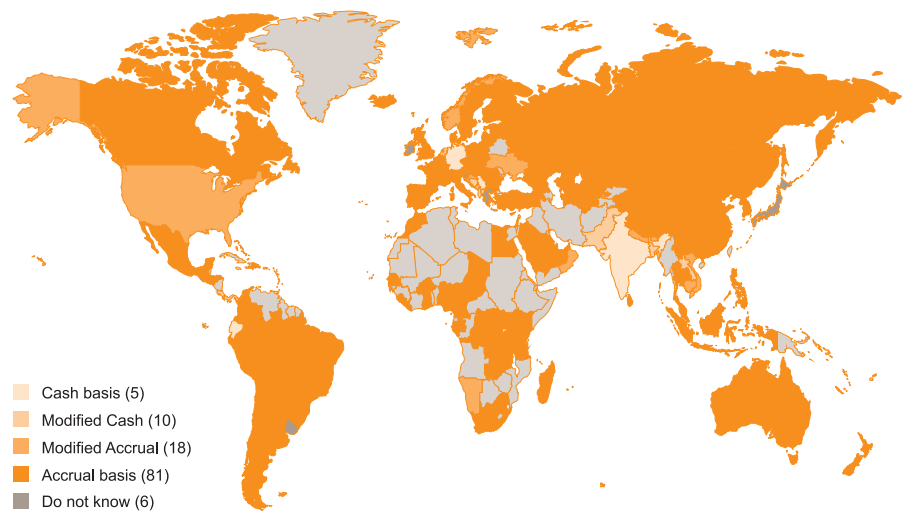 Cash basis (5)
Modified Cash (10)
Modified Accrual (18)
Accrual basis (81)
Do not know (6)